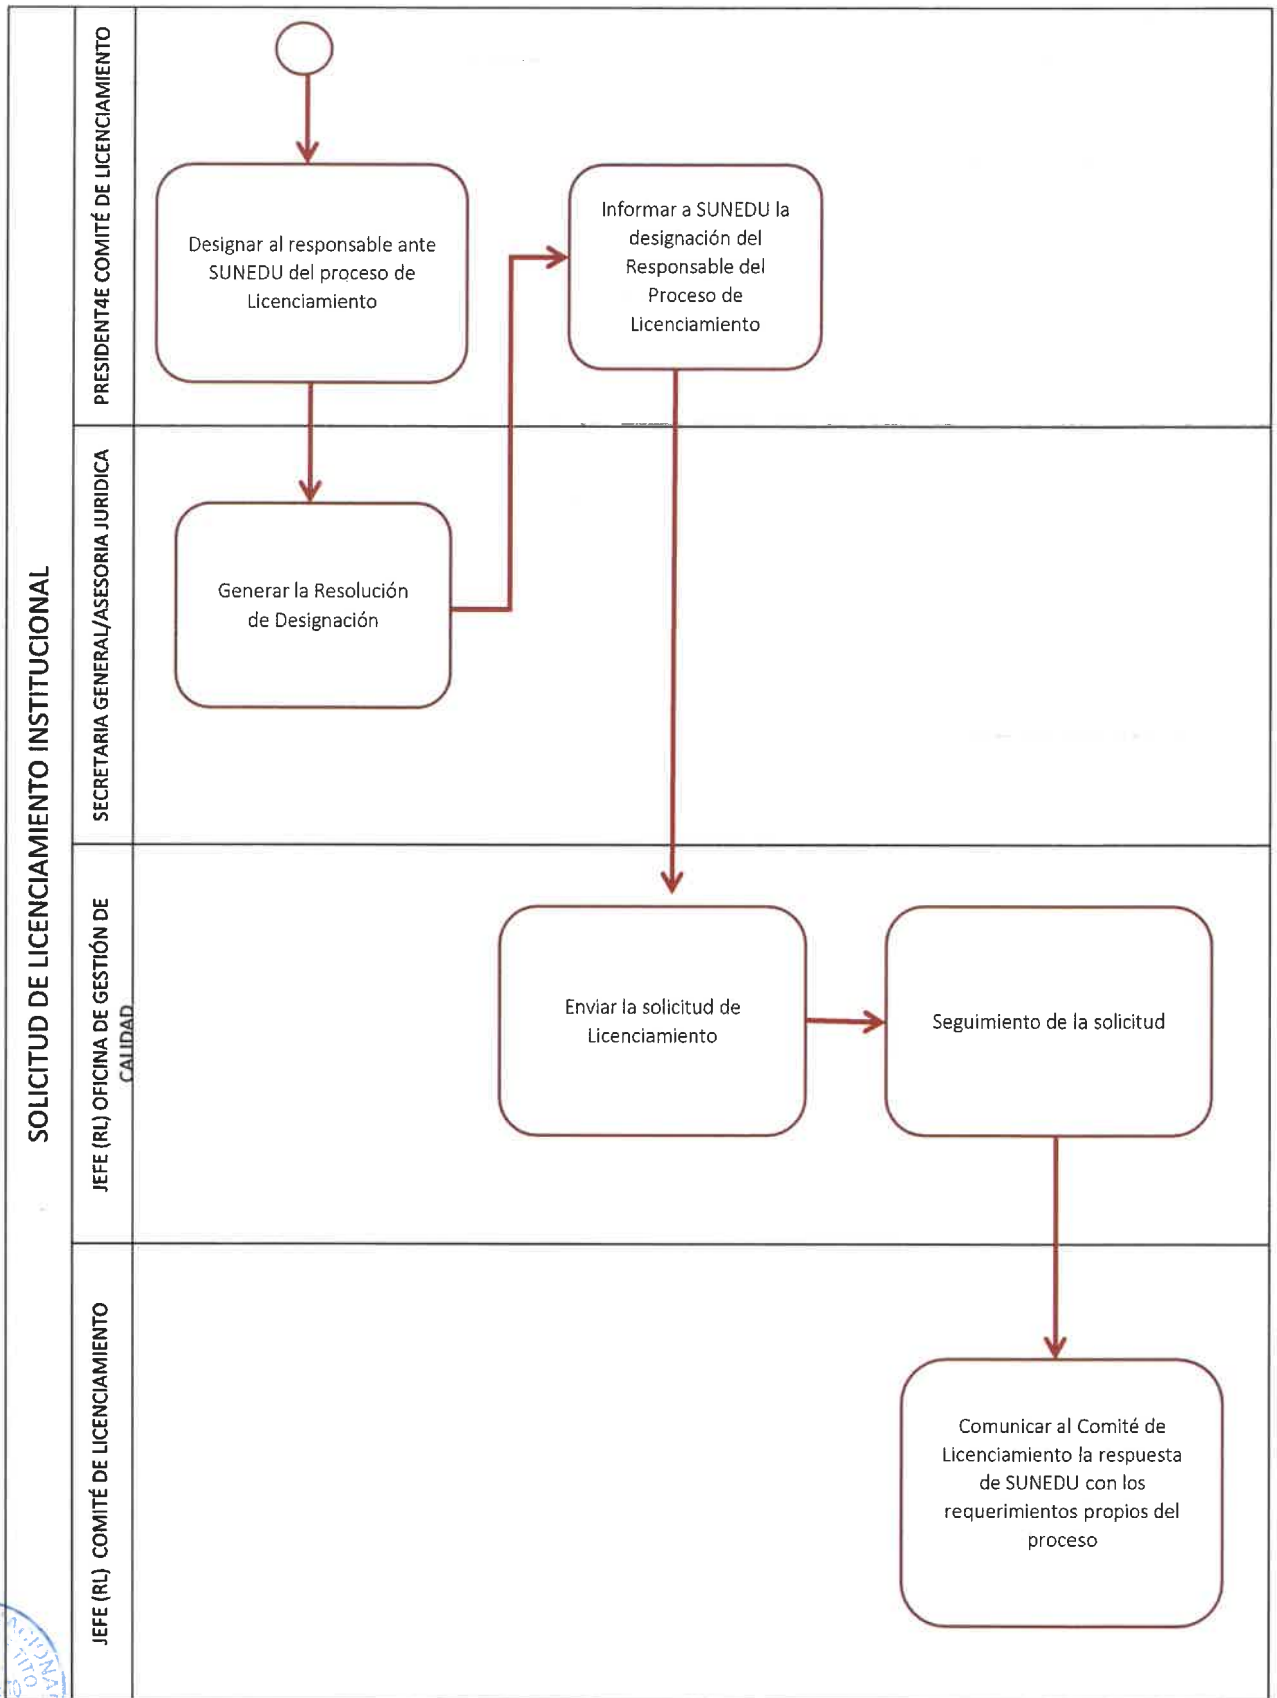 SOLICITUD DE LICENCIAMIENTO INSTITUCIONAL
PRESIDENT4E COMITÉ DE LICENCIAMIENTO
Designar al responsable ante
SUNEDU del proceso de
Licenciamiento
Informar a SUNEDU la
designación del
Responsable del
Proceso de
Licenciamiento
SECRETARIA GENERAL/ASESORIA JURIDICA
Generar la Resolución
de Designación
JEFE (RL) OFICINA DE GESTIÓN DE
CALIDAD
Enviar la solicitud de
Licenciamiento
Seguimiento de la solicitud
JEFE (RL) COMITÉ DE LICENCIAMIENTO
Comunicar al Comité de
Licenciamiento la respuesta
de SUNEDU con los
requerimientos propios del
proceso